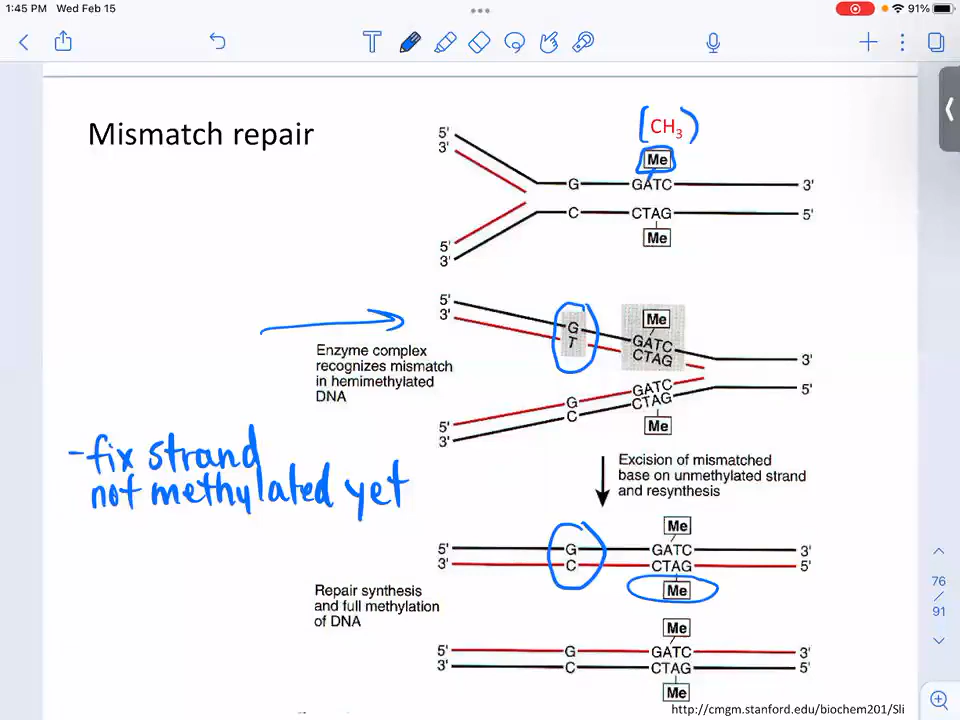 1:45 PM Wed Feb 15
91%
T
Mismatch repair
[CH3)
Me
5'
3'
G GATC 3'
C CTAG 5'
Me
5'
3'
5'
3'
Me
G GATC
T CTAG 3'
Enzyme complex
recognizes mismatch
in hemimethylated
DNA
G GATC 5'
C CTAG
Me
5'
3'
-fix strand
not methylated yet
Excision of mismatched
base on unmethylated strand
and resynthesis
Me
5' G GATC 3'
3' C CTAG 5'
Me
Repair synthesis
and full methylation
of DNA
Me
5' G GATC 3'
3' C CTAG 5'
Me
http://cmgm.stanford.edu/biochem201/Sli
76
/
91